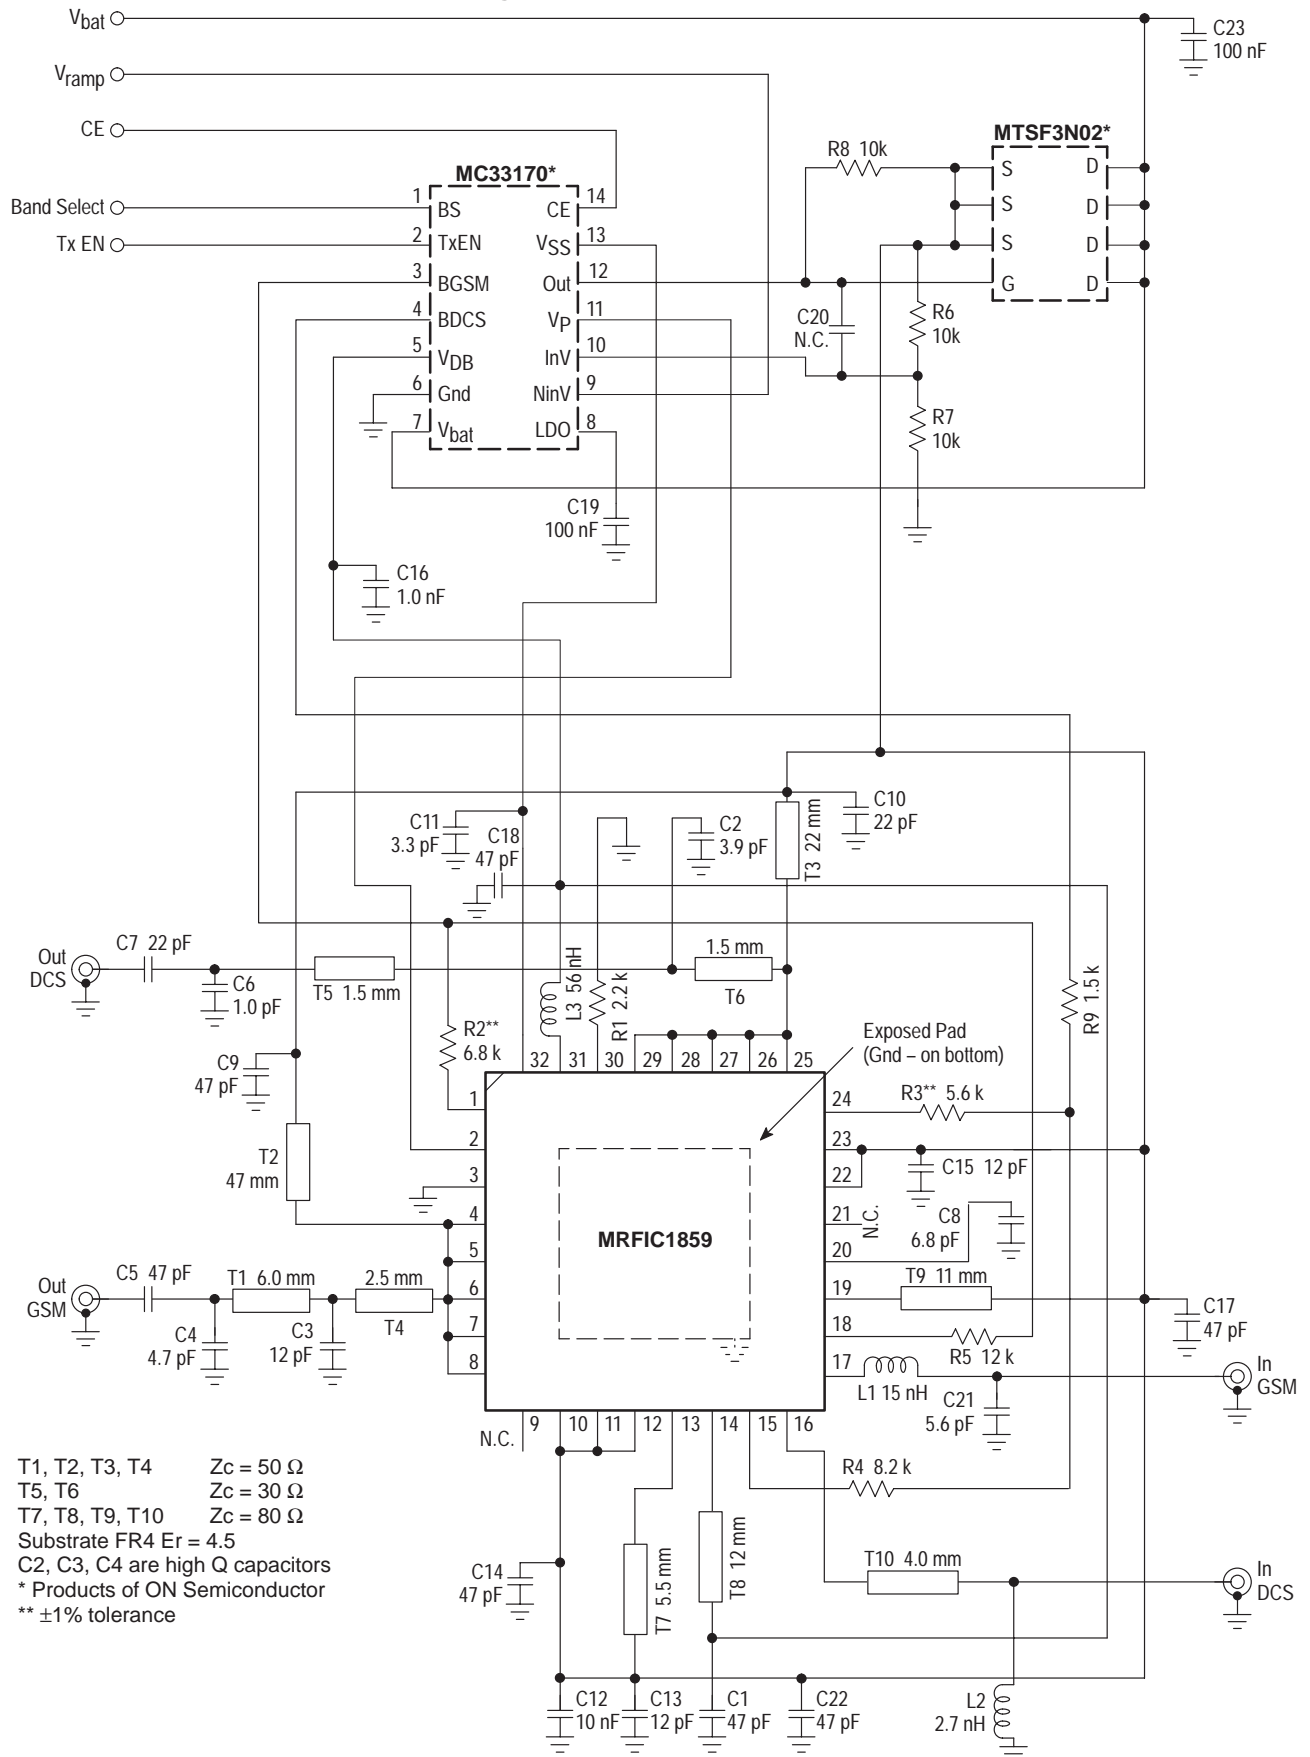 Vbat
C23
100 nF
Vramp
CE
MTSF3N02*
R8 10k
S D
S D
S D
G D
MC33170*
Band Select
Tx EN
1 BS CE 14
2 TxEN VSS 13
3 BGSM Out 12
4 BDCS VP 11
5 VDB InV 10
6 Gnd NinV 9
7 Vbat LDO 8
C20
N.C.
R6
10k
R7
10k
C19
100 nF
C16
1.0 nF
C11
3.3 pF
C18
47 pF
C2
3.9 pF
T3 22 mm
C10
22 pF
Out
DCS
C7 22 pF
C6
1.0 pF
T5 1.5 mm
1.5 mm
T6
L3 56 nH
R1 2.2 k
R9 1.5 k
R2**
6.8 k
Exposed Pad
(Gnd – on bottom)
C9
47 pF
T2
47 mm
32 31 30 29 28 27 26 25
1
2
3
4
5
6
7
8
MRFIC1859
24
23
22
21
20
19
18
17
R3** 5.6 k
C15 12 pF
N.C.
C8
6.8 pF
T9 11 mm
C17
47 pF
R5 12 k
L1 15 nH
C21
5.6 pF
In
GSM
Out
GSM
C5 47 pF
T1 6.0 mm
2.5 mm
T4
C4
4.7 pF
C3
12 pF
9 10 11 12 13 14 15 16
N.C.
R4 8.2 k
T10 4.0 mm
In
DCS
L2
2.7 nH
C14
47 pF
T7 5.5 mm
T8 12 mm
C12
10 nF
C13
12 pF
C1
47 pF
C22
47 pF
T1, T2, T3, T4 Zc = 50 Ω
T5, T6 Zc = 30 Ω
T7, T8, T9, T10 Zc = 80 Ω
Substrate FR4 Er = 4.5
C2, C3, C4 are high Q capacitors
* Products of ON Semiconductor
** ±1% tolerance